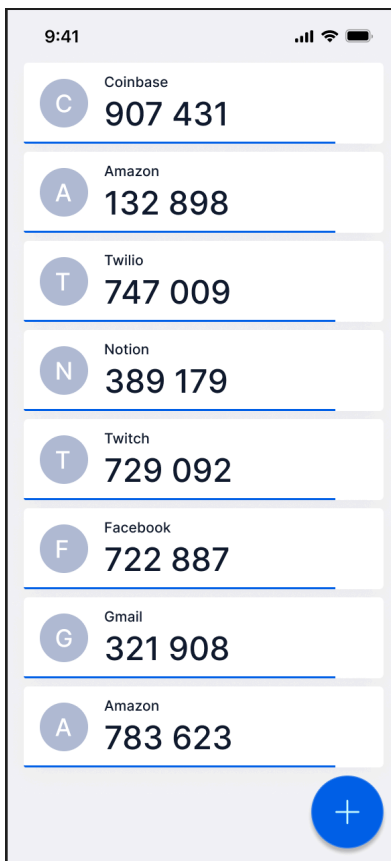 9:41
C
Coinbase
907 431
A
Amazon
132 898
T
Twilio
747 009
N
Notion
389 179
T
Twitch
729 092
F
Facebook
722 887
G
Gmail
321 908
A
Amazon
783 623
+